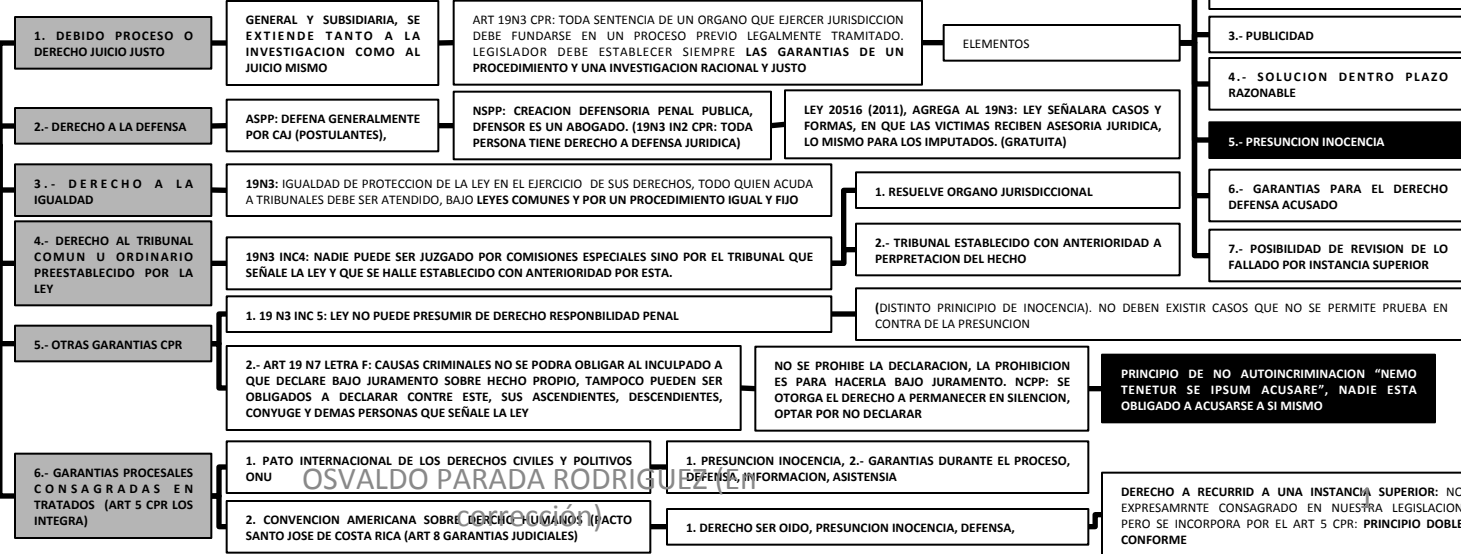 1. DEBIDO PROCESO O
DERECHO JUICIO JUSTO
GENERAL Y SUBSIDIARIA, SE
EXTIENDE TANTO A LA
INVESTIGACION COMO AL
JUICIO MISMO
ART 19N3 CPR: TODA SENTENCIA DE UN ORGANO QUE EJERCER JURISDICCION
DEBE FUNDARSE EN UN PROCESO PREVIO LEGALMENTE TRAMITADO.
LEGISLADOR DEBE ESTABLECER SIEMPRE LAS GARANTIAS DE UN
PROCEDIMIENTO Y UNA INVESTIGACION RACIONAL Y JUSTO
ELEMENTOS
3.- PUBLICIDAD
4.- SOLUCION DENTRO PLAZO
RAZONABLE
5.- PRESUNCION INOCENCIA
6.- GARANTIAS PARA EL DERECHO
DEFENSA ACUSADO
7.- POSIBILIDAD DE REVISION DE LO
FALLADO POR INSTANCIA SUPERIOR
2.- DERECHO A LA DEFENSA
ASPP: DEFENA GENERALMENTE
POR CAJ (POSTULANTES),
NSPP: CREACION DEFENSORIA PENAL PUBLICA,
DFENSOR ES UN ABOGADO. (19N3 IN2 CPR: TODA
PERSONA TIENE DERECHO A DEFENSA JURIDICA)
LEY 20516 (2011), AGREGA AL 19N3: LEY SEÑALARA CASOS Y
FORMAS, EN QUE LAS VICTIMAS RECIBEN ASESORIA JURIDICA,
LO MISMO PARA LOS IMPUTADOS. (GRATUITA)
3.- DERECHO A LA
IGUALDAD
19N3: IGUALDAD DE PROTECCION DE LA LEY EN EL EJERCICIO DE SUS DERECHOS, TODO QUIEN ACUDA
A TRIBUNALES DEBE SER ATENDIDO, BAJO LEYES COMUNES Y POR UN PROCEDIMIENTO IGUAL Y FIJO
4.- DERECHO AL TRIBUNAL
COMUN U ORDINARIO
PREESTABLECIDO POR LA
LEY
19N3 INC4: NADIE PUEDE SER JUZGADO POR COMISIONES ESPECIALES SINO POR EL TRIBUNAL QUE
SEÑALE LA LEY Y QUE SE HALLE ESTABLECIDO CON ANTERIORIDAD POR ESTA.
1. RESUELVE ORGANO JURISDICCIONAL
2.- TRIBUNAL ESTABLECIDO CON ANTERIORIDAD A
PERPRETACION DEL HECHO
5.- OTRAS GARANTIAS CPR
1. 19 N3 INC 5: LEY NO PUEDE PRESUMIR DE DERECHO RESPONBILIDAD PENAL
(DISTINTO PRINICIPIO DE INOCENCIA). NO DEBEN EXISTIR CASOS QUE NO SE PERMITE PRUEBA EN
CONTRA DE LA PRESUNCION
2.- ART 19 N7 LETRA F: CAUSAS CRIMINALES NO SE PODRA OBLIGAR AL INCULPADO A
QUE DECLARE BAJO JURAMENTO SOBRE HECHO PROPIO, TAMPOCO PUEDEN SER
OBLIGADOS A DECLARAR CONTRA ESTE, SUS ASCENDIENTES, DESCENDIENTES,
CONYUGE Y DEMAS PERSONAS QUE SEÑALE LA LEY
NO SE PROHIBE LA DECLARACION, LA PROHIBICION
ES PARA HACERLA BAJO JURAMENTO. NCPP: SE
OTORGA EL DERECHO A PERMANECER EN SILENCION,
OPTAR POR NO DECLARAR
PRINCIPIO DE NO AUTOINCRIMINACION "NEMO
TENETUR SE IPSUM ACUSARE", NADIE ESTA
OBLIGADO A ACUSARSE A SI MISMO
6.- GARANTIAS PROCESALES
CONSAGRADAS EN
TRATADOS (ART 5 CPR LOS
INTEGRA)
1. PATO INTERNACIONAL DE LOS DERECHOS CIVILES Y POLITIVOS
ONU
1. PRESUNCION INOCENCIA, 2.- GARANTIAS DURANTE EL PROCESO,
DEFENSA, INFORMACION, ASISTENSIA
2. CONVENCION AMERICANA SOBRE DERCHO HUMANOS (PACTO
SANTO JOSE DE COSTA RICA (ART 8 GARANTIAS JUDICIALES)
1. DERECHO SER OIDO, PRESUNCION INOCENCIA, DEFENSA,
DERECHO A RECURRID A UNA INSTANCIA SUPERIOR: NO
EXPRESAMRNTE CONSAGRADO EN NUESTRA LEGISLACION
PERO SE INCORPORA POR EL ART 5 CPR: PRINCIPIO DOBLE
CONFORME
OSVALDO PARADA RODRIGUEZ (En
corrección)
1